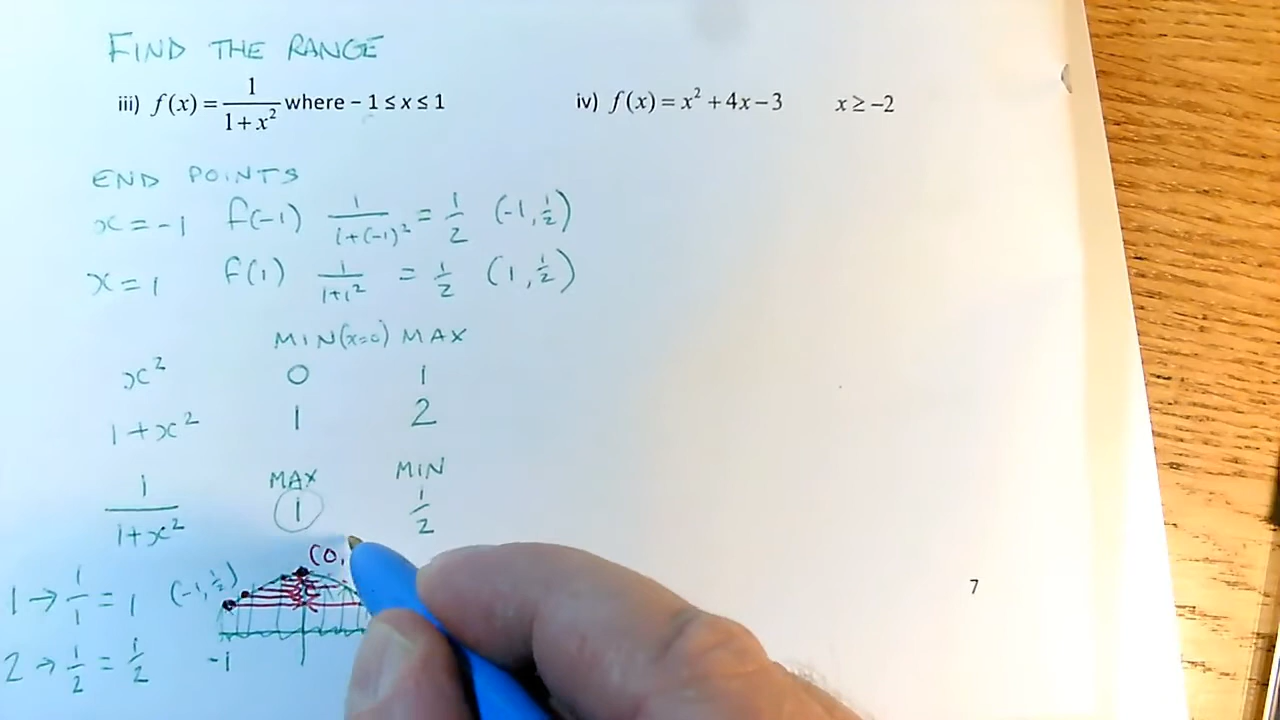 FIND THE RANGE
iii) f(x) = 1/(1+x²) where – 1 ≤ x ≤ 1
iv) f(x) = x² + 4x – 3 x ≥ –2
END POINTS
x = -1 f(-1) 1/(1+(-1)²) = 1/2 (-1, 1/2)
x = 1 f(1) 1/(1+1²) = 1/2 (1, 1/2)
MIN(x=0) MAX
x² 0 1
1+x² 1 2
MAX MIN
1/(1+x²) 1 1/2
(0,
1 → 1/1 = 1 (-1, 1/2)
2 → 1/2 = 1/2 -1
7